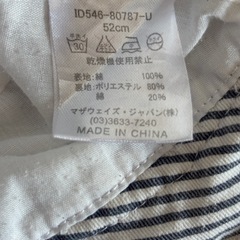 ID546-80787-U
52cm
30
乾燥機使用禁止
表地:綿 100%
裏地:ポリエステル 80%
綿 20%
マザウェイズ・ジャパン(株)
(03)3633-7240
MADE IN CHINA